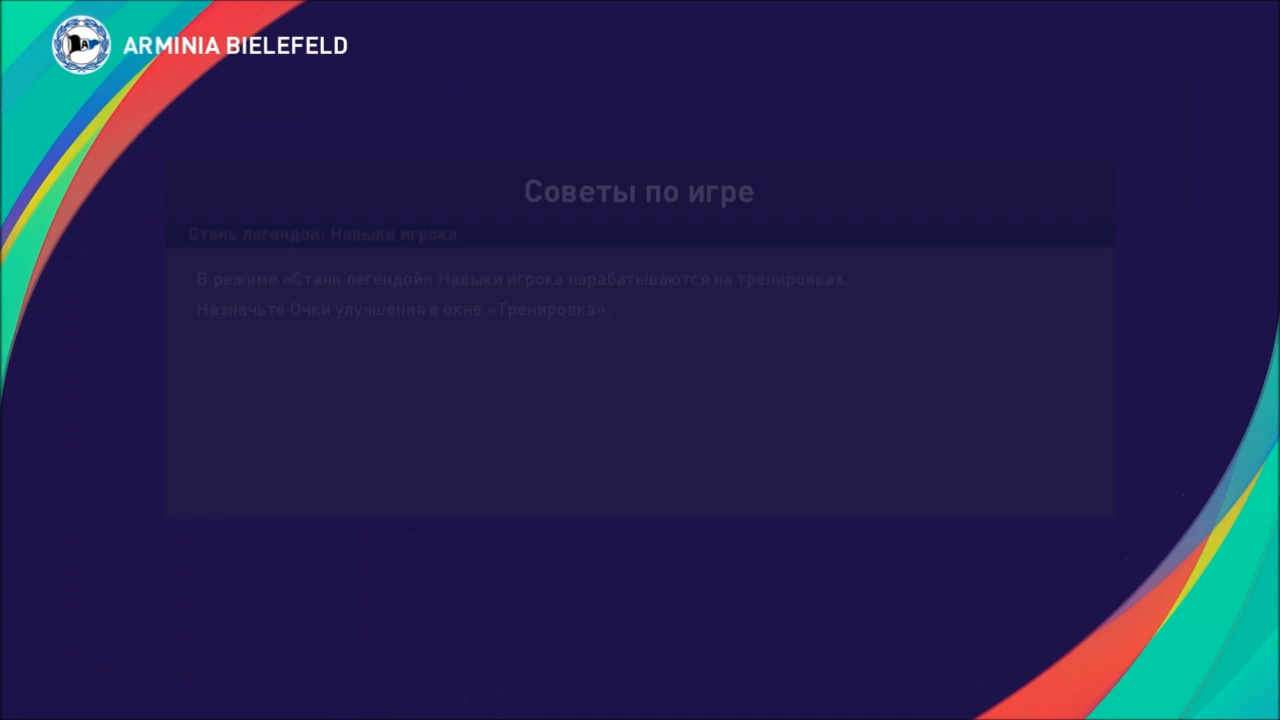 ARMINIA BIELEFELD
Советы по игре
Стань легендой: Навыки игрока
В режиме «Стань легендой» Навыки игрока нарабатываются на тренировках.
Назначьте Очки улучшения в окне «Тренировка».